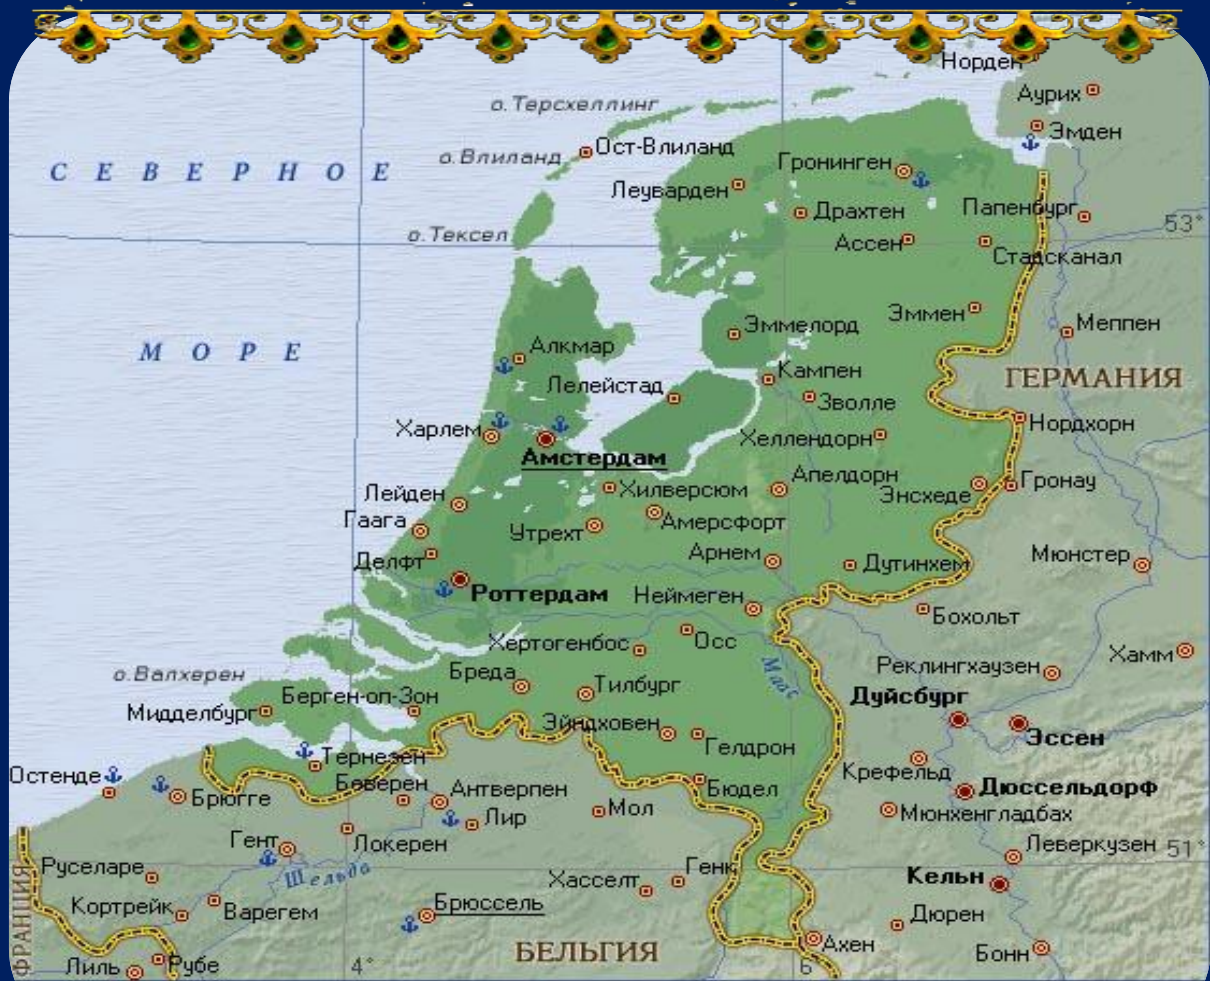 Норден
Аурих
о.Терсхеллинг
Эмден
Ост-Влиланд
о.Влиланд
С Е В Е Р Н О Е
Гронинген
Леуварден
Драхтен
Папенбург
53°
о.Тексел
Ассен
Стадсканал
Эммен
Эммелорд
Меппен
Алкмар
М О Р Е
Кампен
ГЕРМАНИЯ
Лелейстад
Зволле
Харлем
Нордхорн
Хеллендорн
Амстердам
Апелдорн
Гронау
Лейден
Хилверсюм
Знсхеде
Гаага
Утрехт
Амерсфорт
Делфт
Арнем
Дутинхем
Мюнстер
Роттердам
Неймеген
Бохольт
Хертогенбос
Осс
Хамм
о.Валхерен
Бреда
Маас
Реклингхаузен
Берген-оп-Зон
Тилбург
Дуйсбург
Мидделбург
Эйндховен
Эссен
Гелдрон
Тернезен
Остенде
Крефельд
Беверен
Антверпен
Бюдел
Дюссельдорф
Брюгге
Мол
Мюнхенгладбах
Лир
Гент
Локерен
Леверкузен
51°
Руселаре
Шельда
Генк
Хасселт
Кельн
Кортрейк
Варегем
Брюссель
Дюрен
ФРАНЦИЯ
БЕЛЬГИЯ
Ахен
Бонн
Лиль
Рубе
4°
6